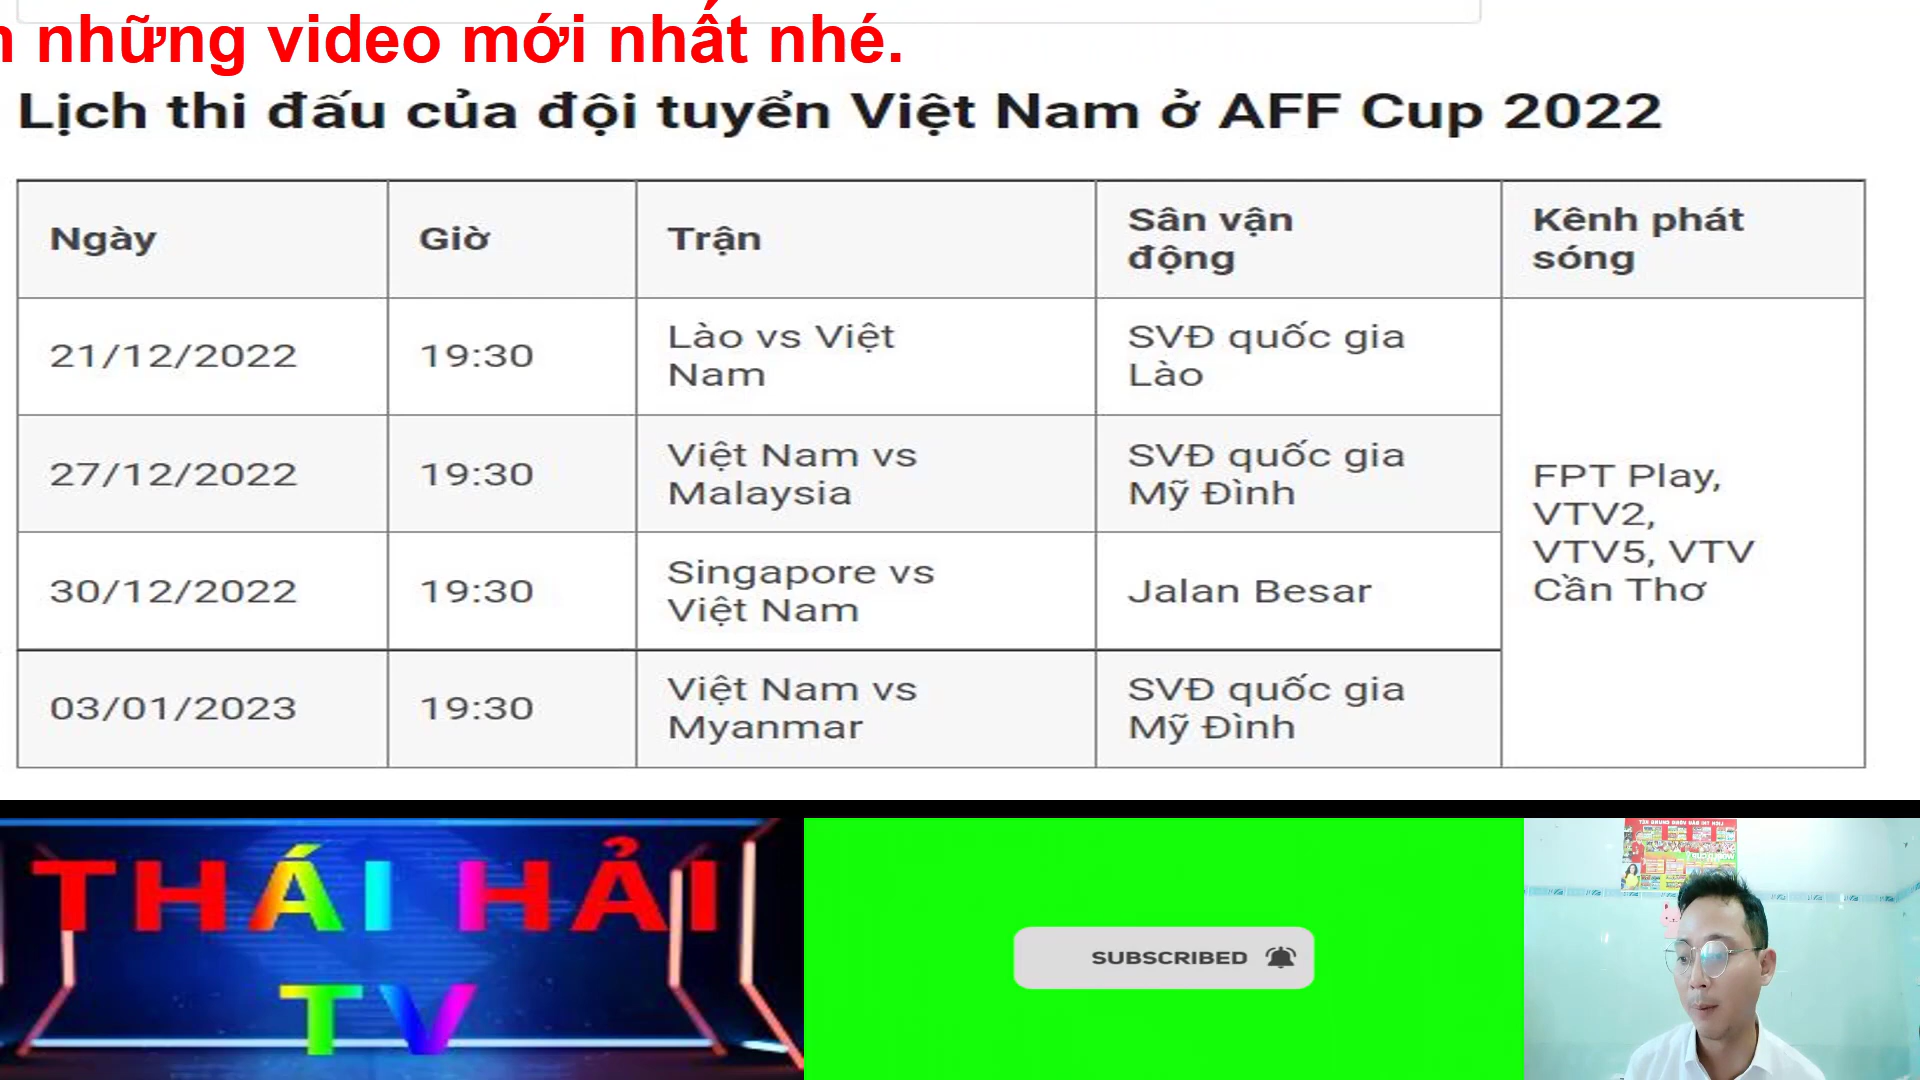 những video mới nhất nhé.
Lịch thi đấu của đội tuyển Việt Nam ở AFF Cup 2022
Ngày
Giờ
Trận
Sân vận
động
Kênh phát
sóng
21/12/2022
19:30
Lào vs Việt
Nam
SVĐ quốc gia
Lào
27/12/2022
19:30
Việt Nam vs
Malaysia
SVĐ quốc gia
Mỹ Đình
30/12/2022
19:30
Singapore vs
Việt Nam
Jalan Besar
03/01/2023
19:30
Việt Nam vs
Myanmar
SVĐ quốc gia
Mỹ Đình
FPT Play,
VTV2,
VTV5, VTV
Cần Thơ
THÁI HẢI
TV
SUBSCRIBED